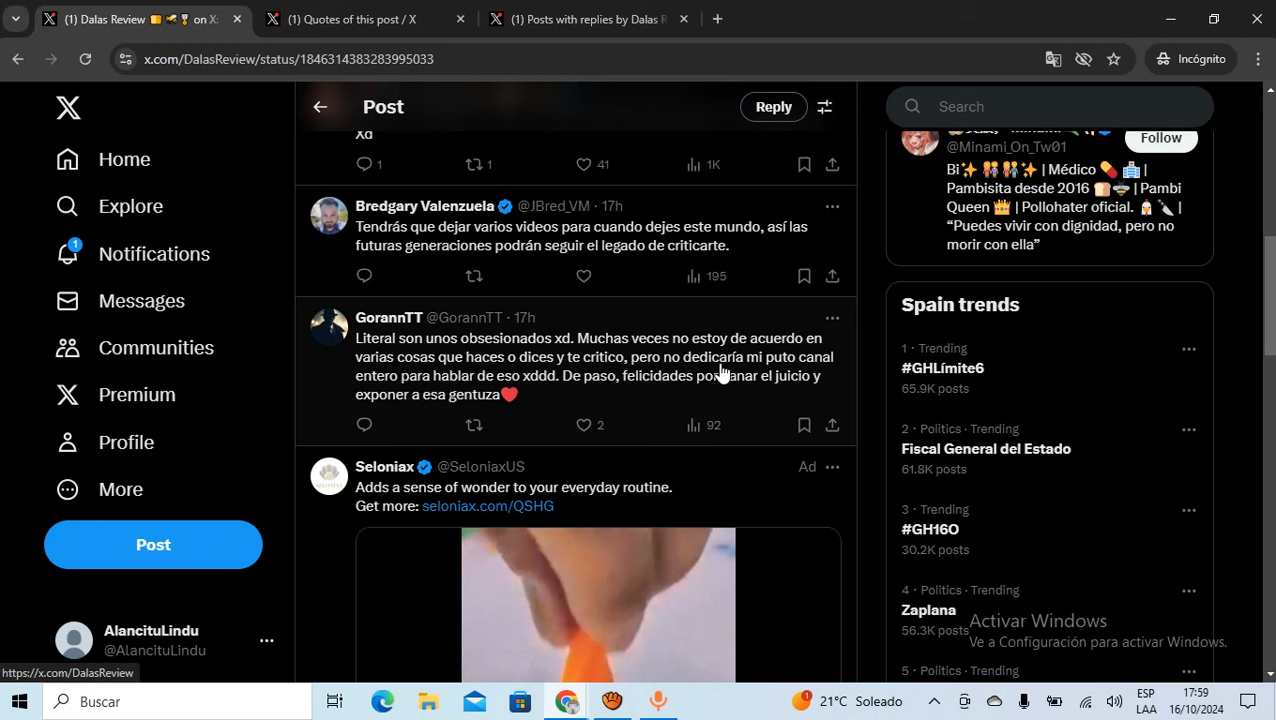 (1) Dalas Review on X:
(1) Quotes of this post / X
(1) Posts with replies by Dalas R
x.com/DalasReview/status/1846314383283995033
Incógnito
Home
Explore
1
Notifications
Messages
Communities
Premium
Profile
More
Post
AlancituLindu
@AlancituLindu
https://x.com/DalasReview
Post
Reply
Xd
1
1
41
1K
Bredgary Valenzuela @JBred_VM · 17h
Tendrás que dejar varios videos para cuando dejes este mundo, así las
futuras generaciones podrán seguir el legado de criticarte.
195
GorannTT @GorannTT · 17h
Literal son unos obsesionados xd. Muchas veces no estoy de acuerdo en
varias cosas que haces o dices y te critico, pero no dedicaría mi puto canal
entero para hablar de eso xddd. De paso, felicidades por ganar el juicio y
exponer a esa gentuza❤️
2
92
Seloniax @SeloniaxUS
Ad
Adds a sense of wonder to your everyday routine.
Get more: seloniax.com/QSHG
Search
@Minami_On_Tw01
Follow
Bi✨ 👩‍❤️‍👩👫✨ | Médico 💊 🏥 |
Pambisita desde 2016 🍞🐝 | Pambi
Queen 👑 | Pollohater oficial. 🔪 |
“Puedes vivir con dignidad, pero no
morir con ella”
Spain trends
1 · Trending
#GHLímite6
65.9K posts
2 · Politics · Trending
Fiscal General del Estado
61.8K posts
3 · Trending
#GH16O
30.2K posts
4 · Politics · Trending
Zaplana
56.3K posts
5 · Politics · Trending
Activar Windows
Ve a Configuración para activar Windows.
Buscar
1
21°C Soleado
ESP
LAA
17:59
16/10/2024